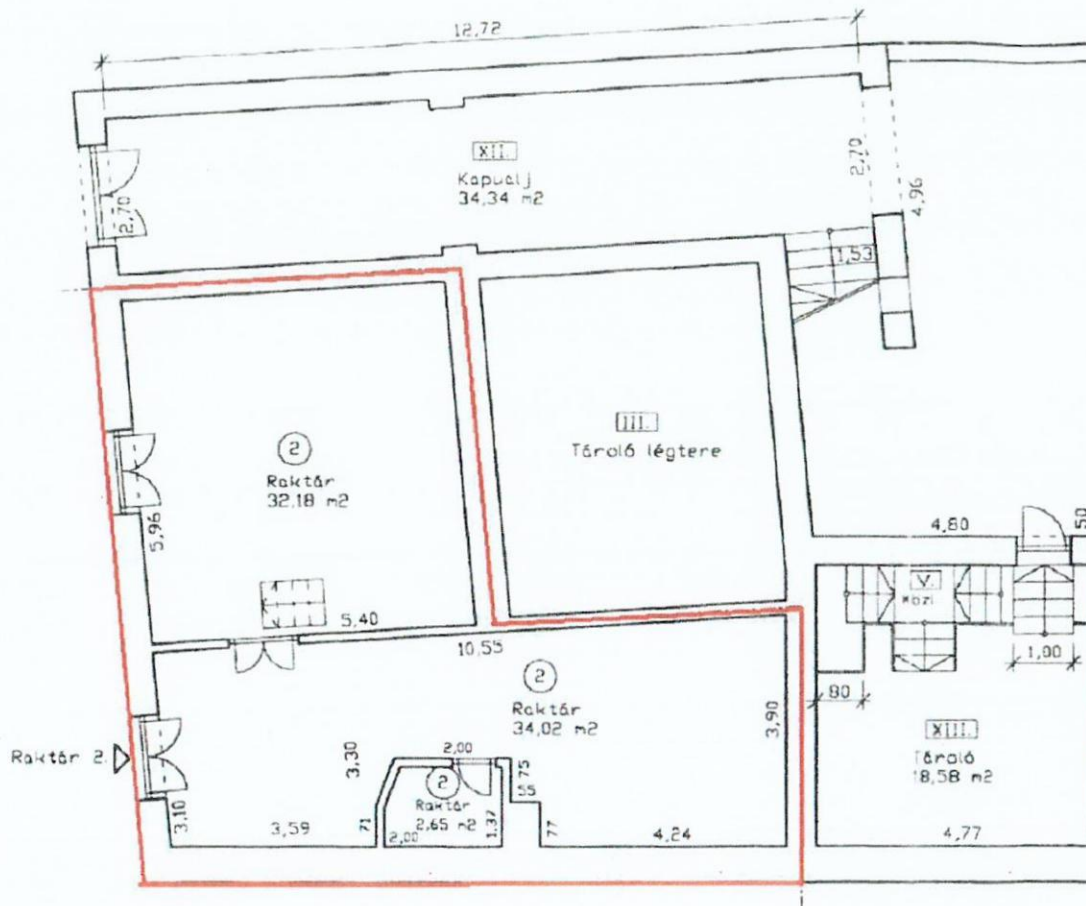 12,72
XII.
Kapualj
34,34 m2
2,70
2,70
4,96
1,53
2
Raktár
32,18 m2
5,96
5,40
III.
Tároló légtere
4,80
50
V.
Közl.
10,55
2
Raktár
34,02 m2
3,90
80
1,00
XIII.
Tároló
18,58 m2
4,77
Raktár 2.
3,30
3,10
3,59
71
2,00
2
Raktár
2,65 m2
2,00
1,37
75
55
77
4,24